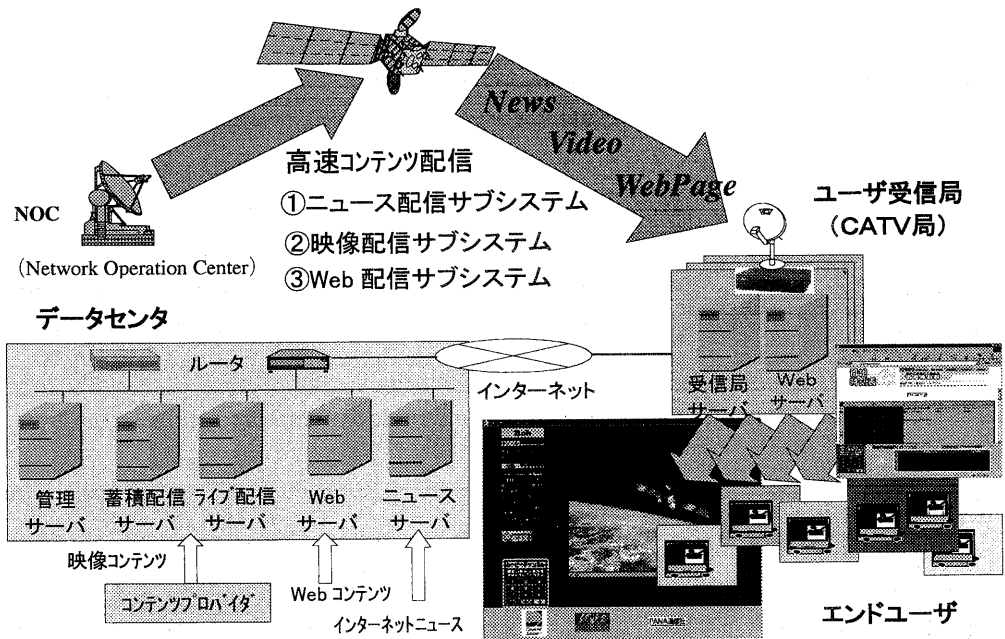 News
Video
WebPage
高速コンテンツ配信
①ニュース配信サブシステム
②映像配信サブシステム
③Web 配信サブシステム
NOC
(Network Operation Center)
ユーザ受信局
(CATV局)
データセンタ
ルータ
インターネット
受信局
サーバ
Web
サーバ
管理
サーバ
蓄積配信
サーバ
ライブ配信
サーバ
Web
サーバ
ニュース
サーバ
映像コンテンツ
コンテンツプロバイダ
Webコンテンツ
インターネットニュース
エンドユーザ